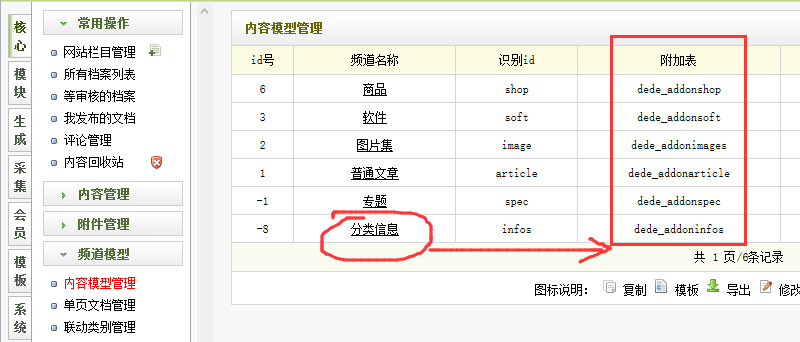 核心
模块
生成
采集
会员
模板
系统
常用操作
网站栏目管理
所有档案列表
等审核的档案
我发布的文档
评论管理
内容回收站
内容管理
附件管理
频道模型
内容模型管理
单页文档管理
联动类别管理
内容模型管理
id号 频道名称 识别id 附加表
6 商品 shop dede_addonshop
3 软件 soft dede_addonsoft
2 图片集 image dede_addonimages
1 普通文章 article dede_addonarticle
-1 专题 spec dede_addonspec
-8 分类信息 infos dede_addoninfos
共 1 页/6条记录
图标说明： 复制 模板 导出 修改